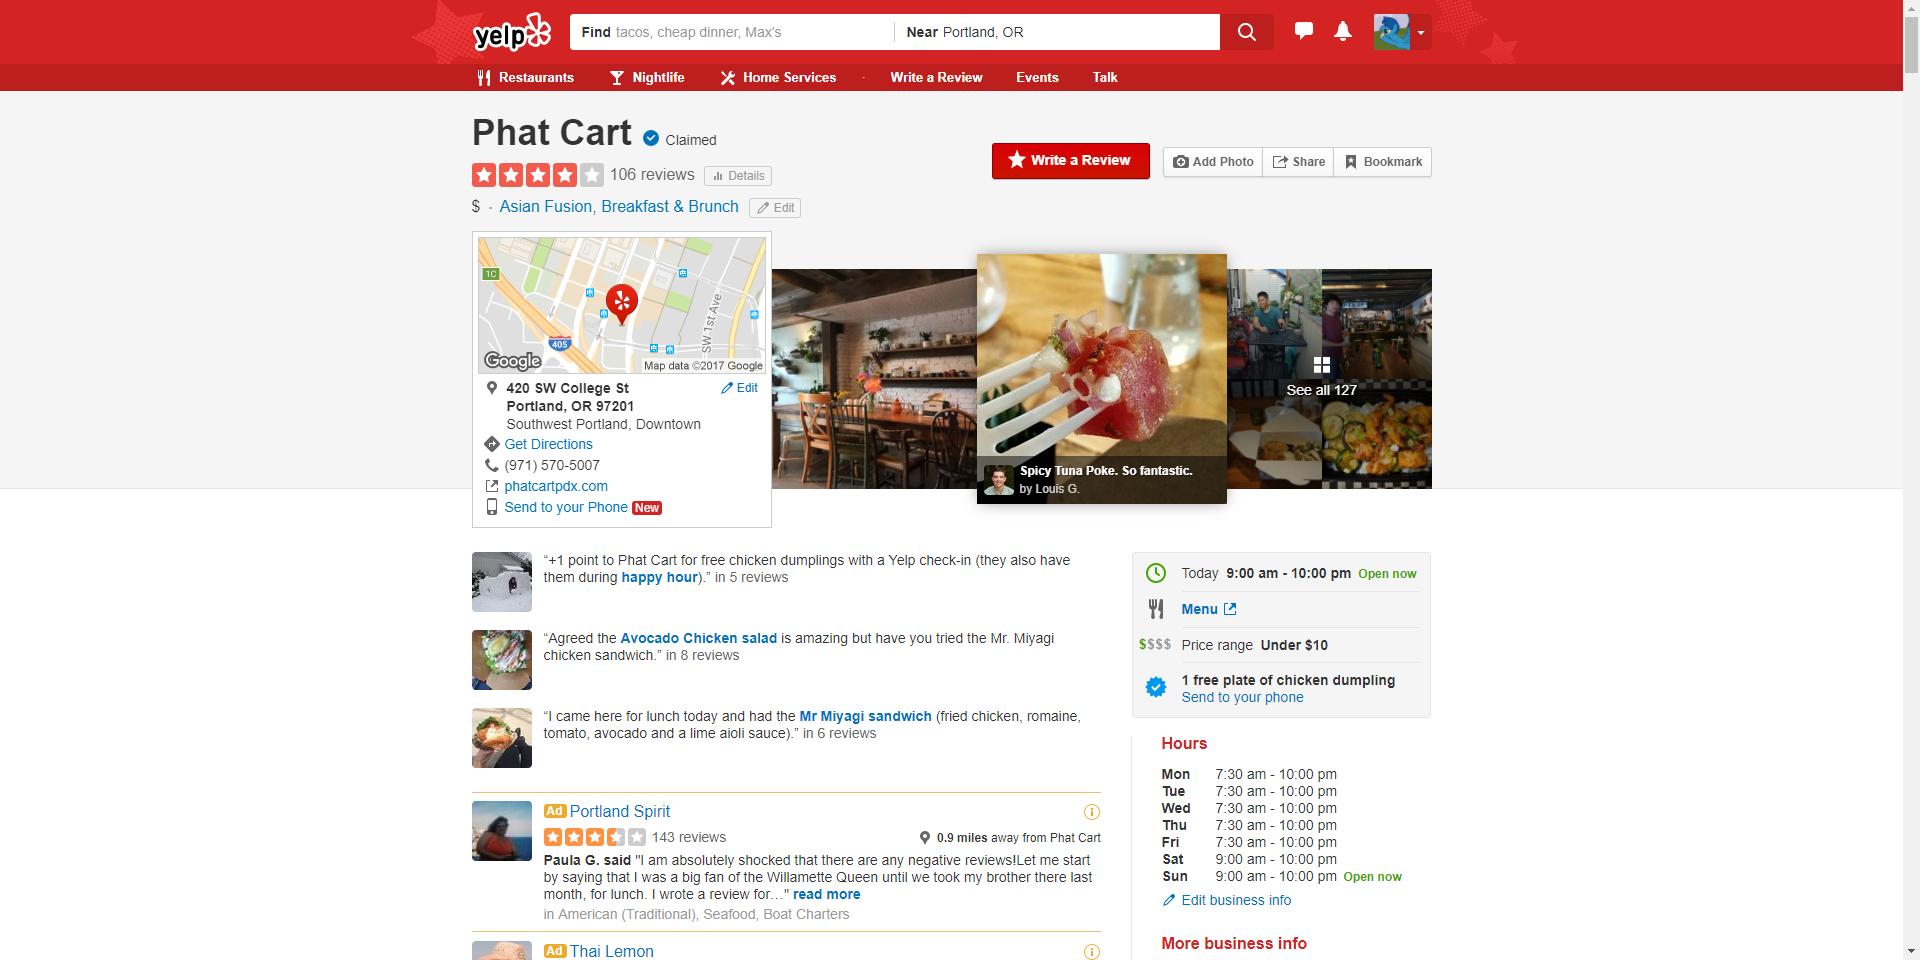 yelp
Find tacos, cheap dinner, Max's
Near Portland, OR
Restaurants
Nightlife
Home Services
Write a Review
Events
Talk
Phat Cart
Claimed
106 reviews
Details
$ · Asian Fusion, Breakfast & Brunch
Edit
Write a Review
Add Photo
Share
Bookmark
1C
405
SW 1st Ave
Google
Map data ©2017 Google
420 SW College St
Edit
Portland, OR 97201
Southwest Portland, Downtown
Get Directions
(971) 570-5007
phatcartpdx.com
Send to your Phone New
Spicy Tuna Poke. So fantastic.
by Louis G.
See all 127
“+1 point to Phat Cart for free chicken dumplings with a Yelp check-in (they also have
them during happy hour).” in 5 reviews
“Agreed the Avocado Chicken salad is amazing but have you tried the Mr. Miyagi
chicken sandwich.” in 8 reviews
“I came here for lunch today and had the Mr Miyagi sandwich (fried chicken, romaine,
tomato, avocado and a lime aioli sauce).” in 6 reviews
Ad Portland Spirit
143 reviews
0.9 miles away from Phat Cart
Paula G. said "I am absolutely shocked that there are any negative reviews!Let me start
by saying that I was a big fan of the Willamette Queen until we took my brother there last
month, for lunch. I wrote a review for…" read more
in American (Traditional), Seafood, Boat Charters
Ad Thai Lemon
Today 9:00 am - 10:00 pm Open now
Menu
$$$$ Price range Under $10
1 free plate of chicken dumpling
Send to your phone
Hours
Mon 7:30 am - 10:00 pm
Tue 7:30 am - 10:00 pm
Wed 7:30 am - 10:00 pm
Thu 7:30 am - 10:00 pm
Fri 7:30 am - 10:00 pm
Sat 9:00 am - 10:00 pm
Sun 9:00 am - 10:00 pm Open now
Edit business info
More business info